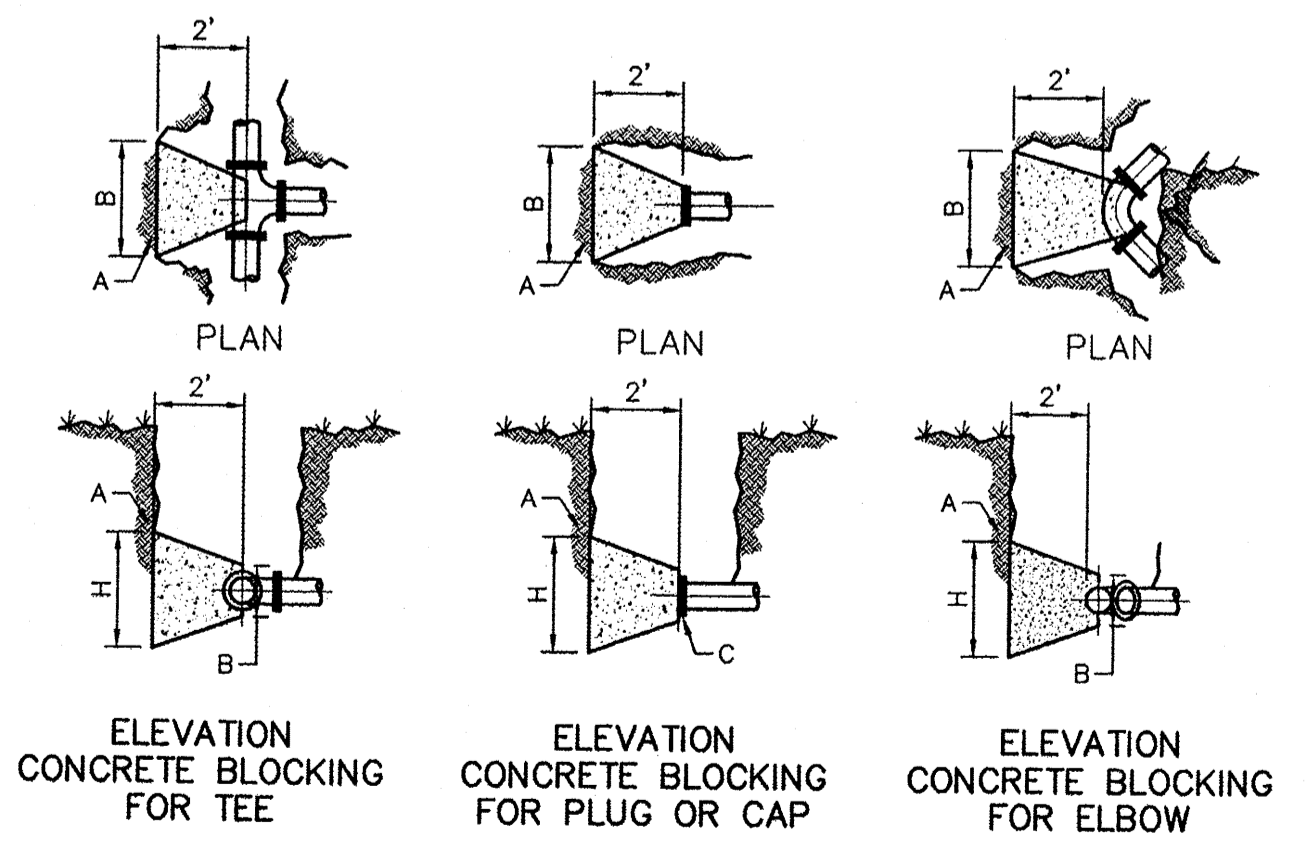 2'
B
A
PLAN
2'
B
A
PLAN
2'
B
A
PLAN
2'
A
H
B
ELEVATION
CONCRETE BLOCKING
FOR TEE
2'
A
H
C
ELEVATION
CONCRETE BLOCKING
FOR PLUG OR CAP
2'
A
H
B
ELEVATION
CONCRETE BLOCKING
FOR ELBOW